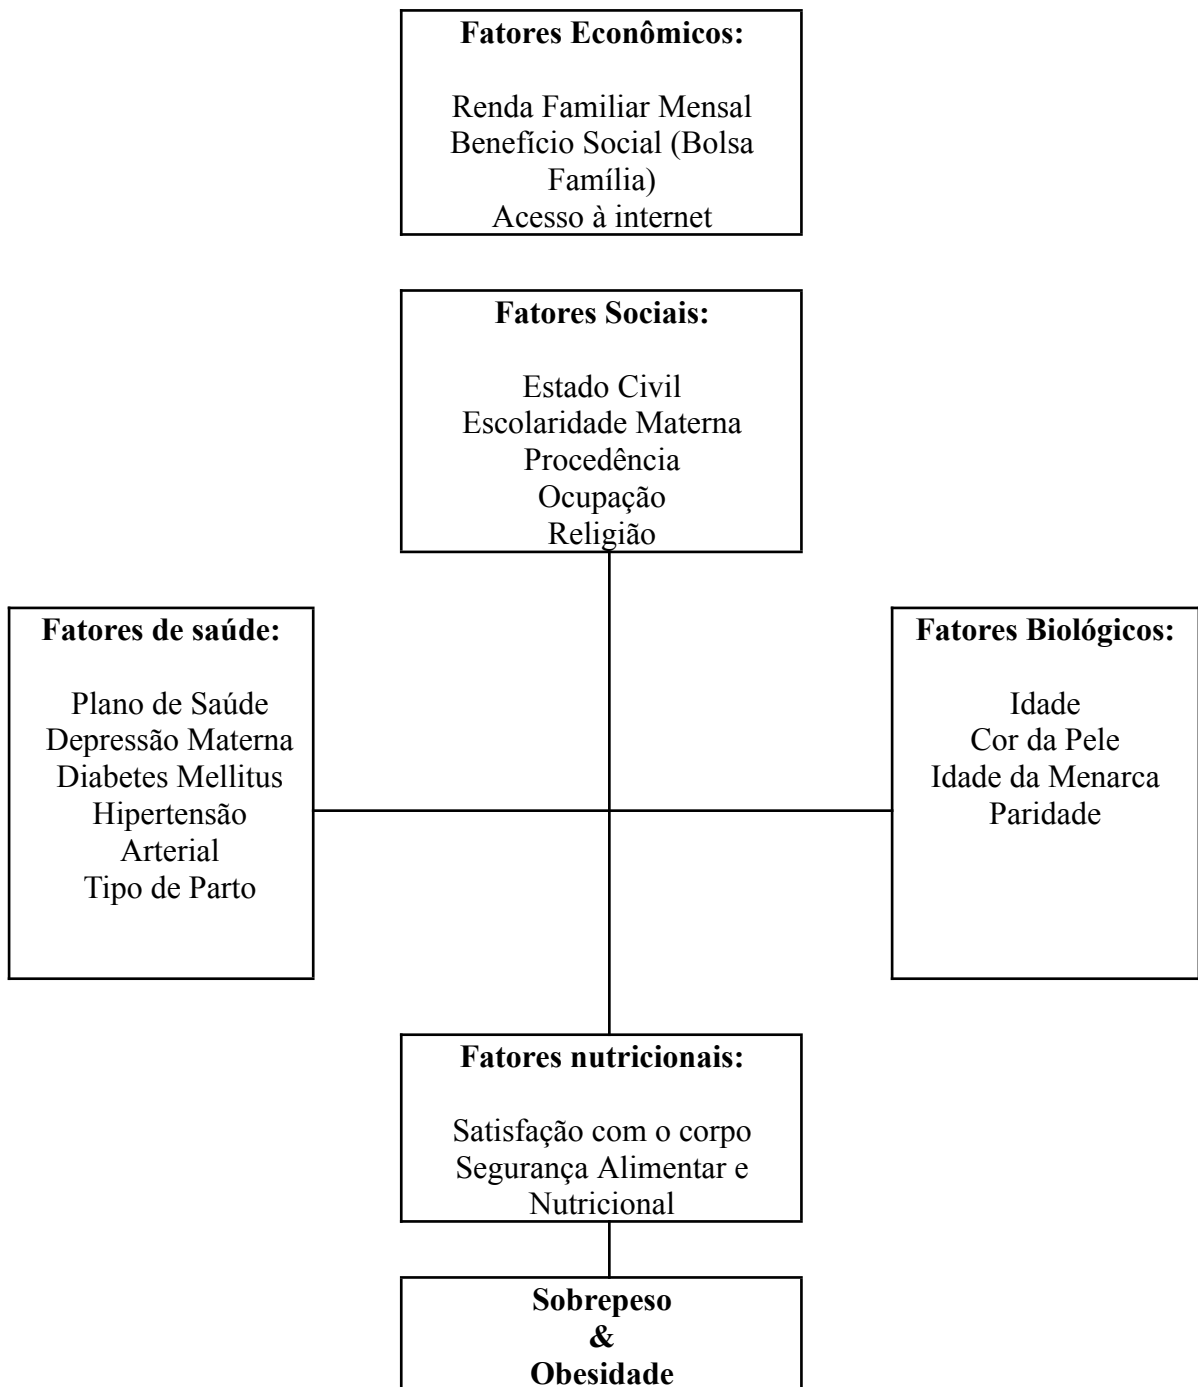 Fatores Econômicos:
Renda Familiar Mensal
Benefício Social (Bolsa
Família)
Acesso à internet
Fatores Sociais:
Estado Civil
Escolaridade Materna
Procedência
Ocupação
Religião
Fatores de saúde:
Plano de Saúde
Depressão Materna
Diabetes Mellitus
Hipertensão
Arterial
Tipo de Parto
Fatores Biológicos:
Idade
Cor da Pele
Idade da Menarca
Paridade
Fatores nutricionais:
Satisfação com o corpo
Segurança Alimentar e
Nutricional
Sobrepeso
&
Obesidade